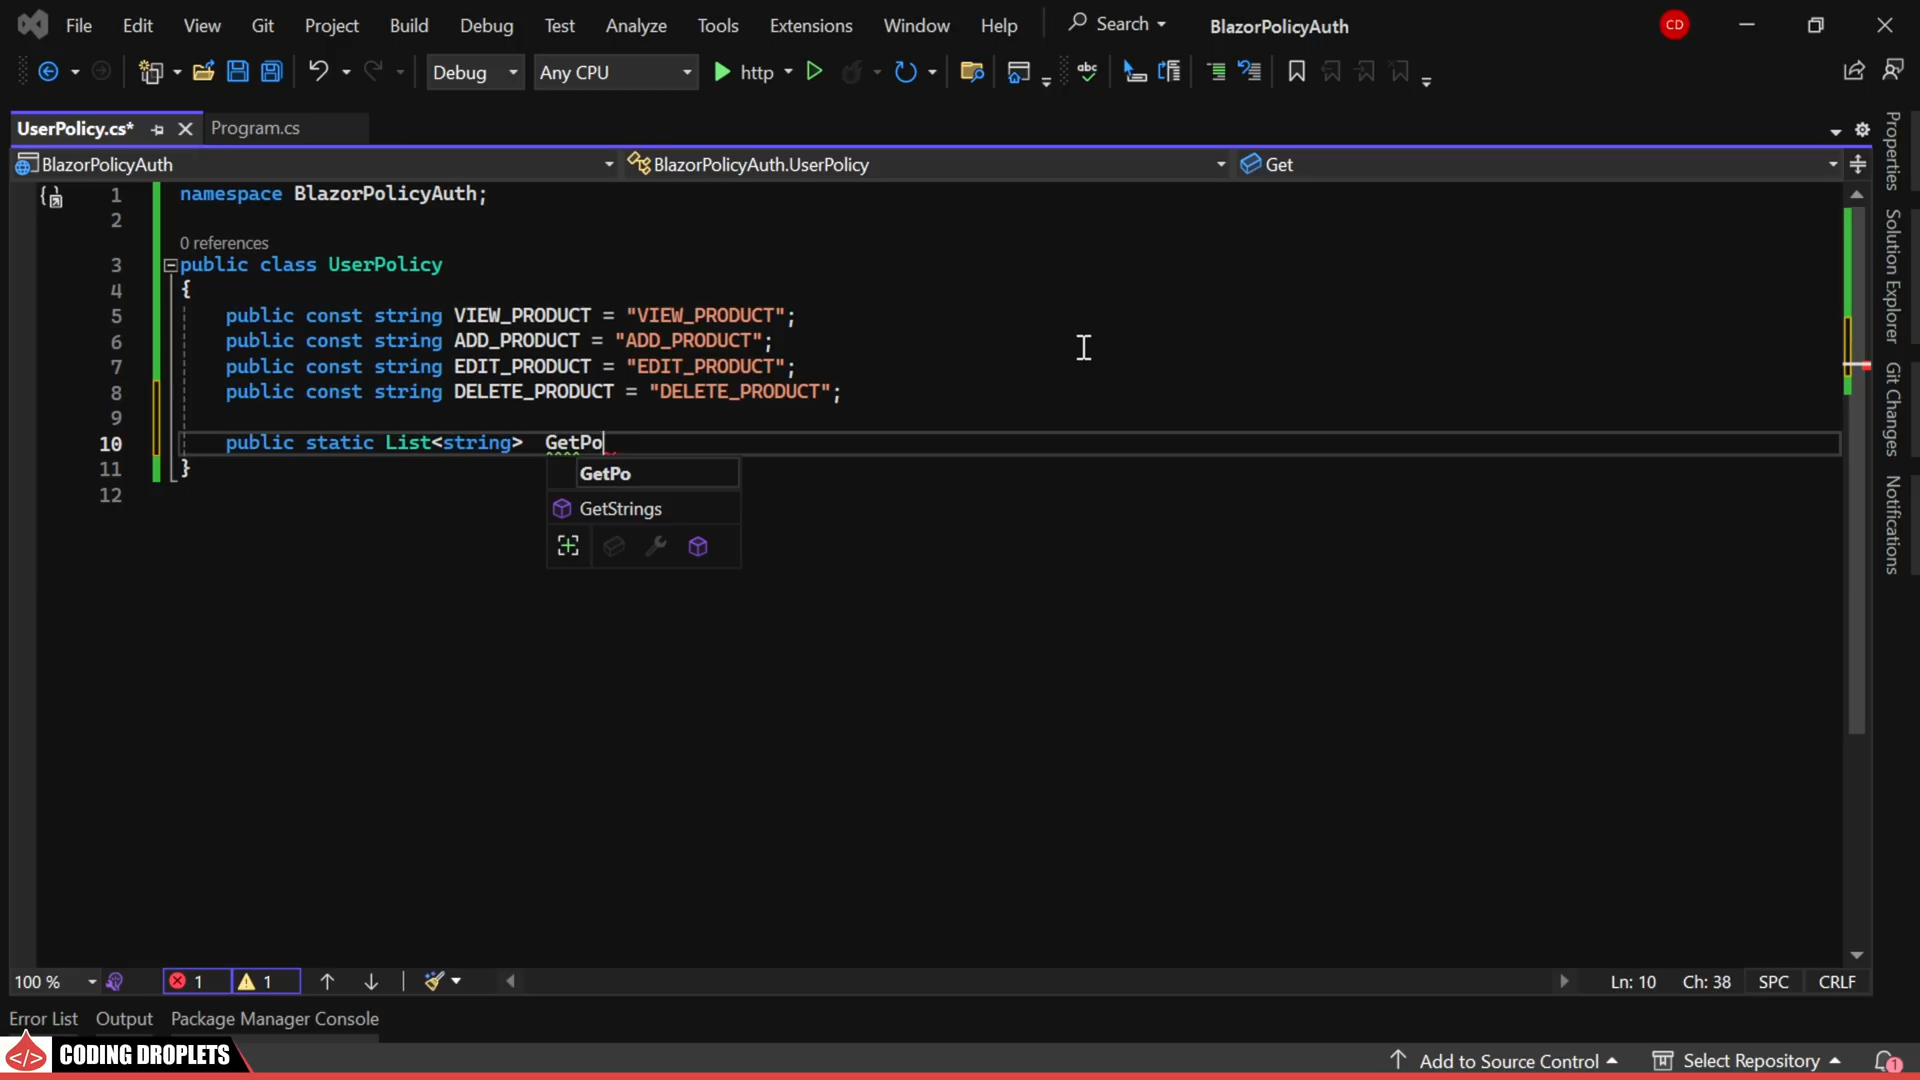 File Edit View Git Project Build Debug Test Analyze Tools Extensions Window Help Search BlazorPolicyAuth CD
Debug Any CPU http abc
UserPolicy.cs* Program.cs
BlazorPolicyAuth BlazorPolicyAuth.UserPolicy Get
1 namespace BlazorPolicyAuth;
2
0 references
3 public class UserPolicy
4 {
5 public const string VIEW_PRODUCT = "VIEW_PRODUCT";
6 public const string ADD_PRODUCT = "ADD_PRODUCT";
7 public const string EDIT_PRODUCT = "EDIT_PRODUCT";
8 public const string DELETE_PRODUCT = "DELETE_PRODUCT";
9
10 public static List<string>  GetPo
11 }
12
GetPo
GetStrings
Properties
Solution Explorer
Git Changes
Notifications
100 % 1 1 Ln: 10 Ch: 38 SPC CRLF
Error List Output Package Manager Console
</> CODING DROPLETS Add to Source Control Select Repository 1